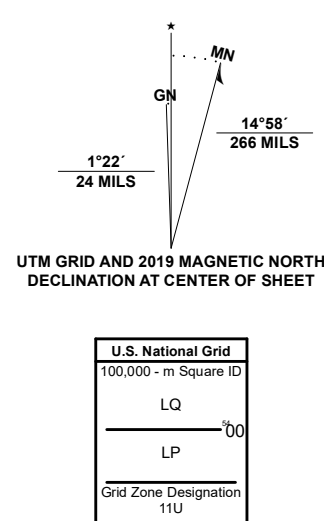 ★
MN
GN
14°58´
266 MILS
1°22´
24 MILS
UTM GRID AND 2019 MAGNETIC NORTH
DECLINATION AT CENTER OF SHEET
U.S. National Grid
100,000 - m Square ID
LQ
5400
LP
Grid Zone Designation
11U